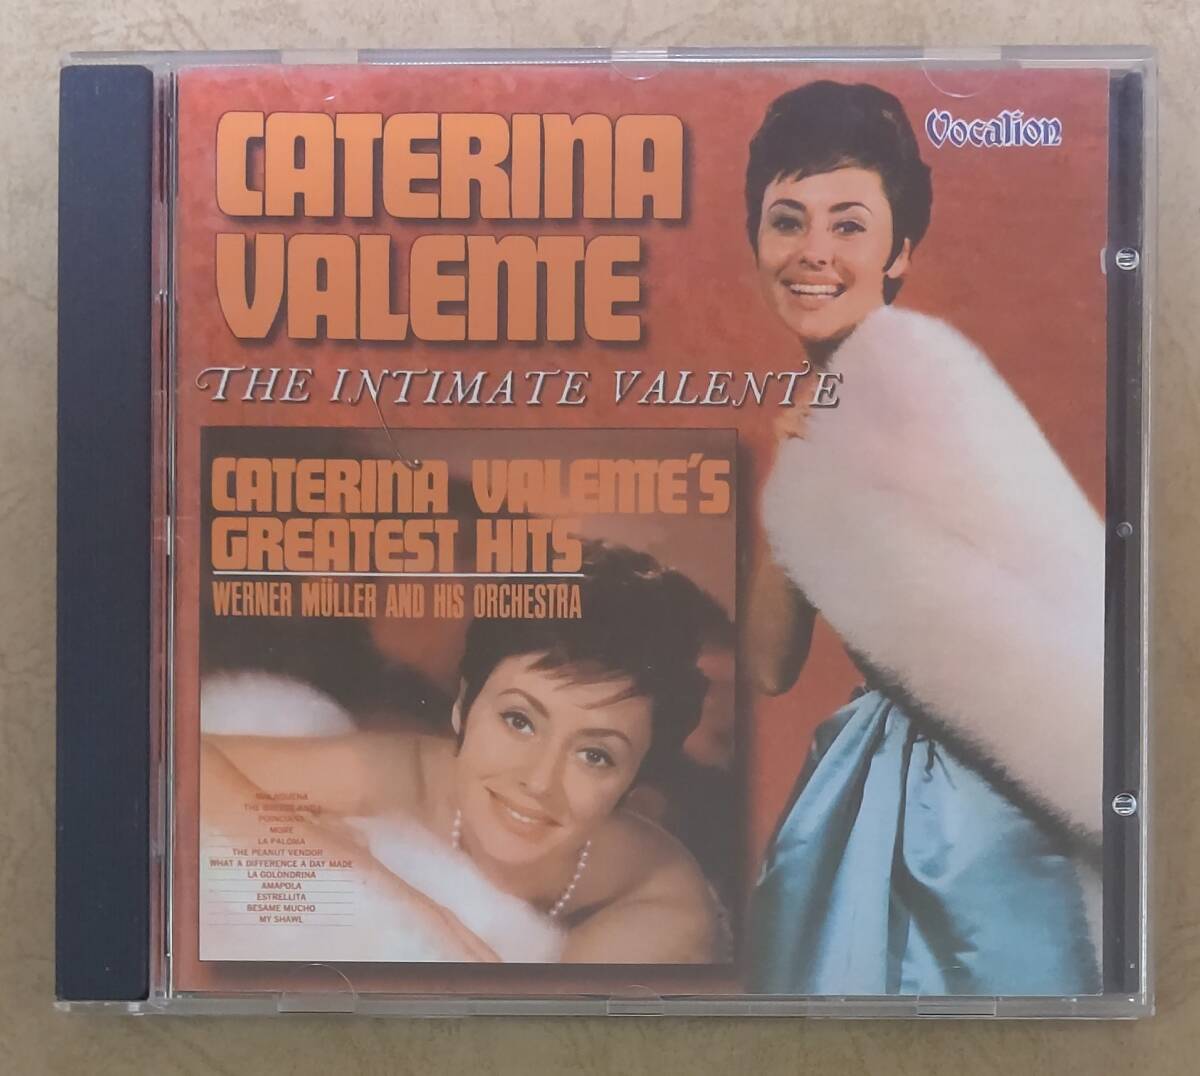 CATERINA
VALENTE
Vocalion
THE INTIMATE VALENTE
CATERINA VALENTE'S
GREATEST HITS
WERNER MÜLLER AND HIS ORCHESTRA
MALAGUENA
THE BREEZE AND I
POINCIANA
MORE
LA PALOMA
THE PEANUT VENDOR
WHAT A DIFFERENCE A DAY MADE
LA GOLONDRINA
AMAPOLA
ESTRELLITA
BESAME MUCHO
MY SHAWL